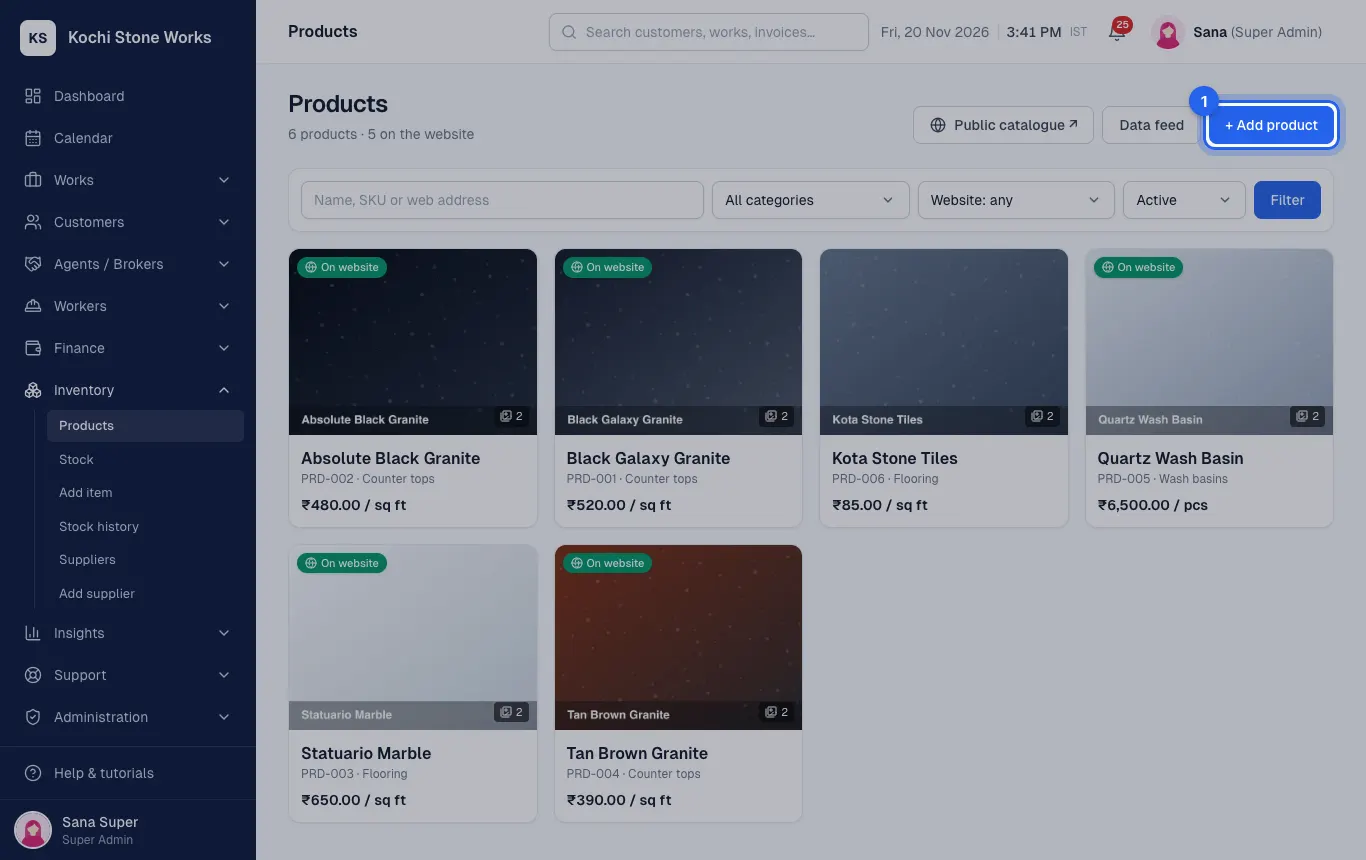 KS Kochi Stone Works
Dashboard
Calendar
Works
Customers
Agents / Brokers
Workers
Finance
Inventory
Products
Stock
Add item
Stock history
Suppliers
Add supplier
Insights
Support
Administration
Help & tutorials
Sana Super
Super Admin
Products
Search customers, works, invoices...
Fri, 20 Nov 2026 3:41 PM IST
25
Sana (Super Admin)
Products
6 products · 5 on the website
Public catalogue ↗
Data feed
1
+ Add product
Name, SKU or web address
All categories
Website: any
Active
Filter
On website
Absolute Black Granite 2
Absolute Black Granite
PRD-002 · Counter tops
₹480.00 / sq ft
On website
Black Galaxy Granite 2
Black Galaxy Granite
PRD-001 · Counter tops
₹520.00 / sq ft
Kota Stone Tiles 2
Kota Stone Tiles
PRD-006 · Flooring
₹85.00 / sq ft
On website
Quartz Wash Basin 2
Quartz Wash Basin
PRD-005 · Wash basins
₹6,500.00 / pcs
On website
Statuario Marble 2
Statuario Marble
PRD-003 · Flooring
₹650.00 / sq ft
On website
Tan Brown Granite 2
Tan Brown Granite
PRD-004 · Counter tops
₹390.00 / sq ft